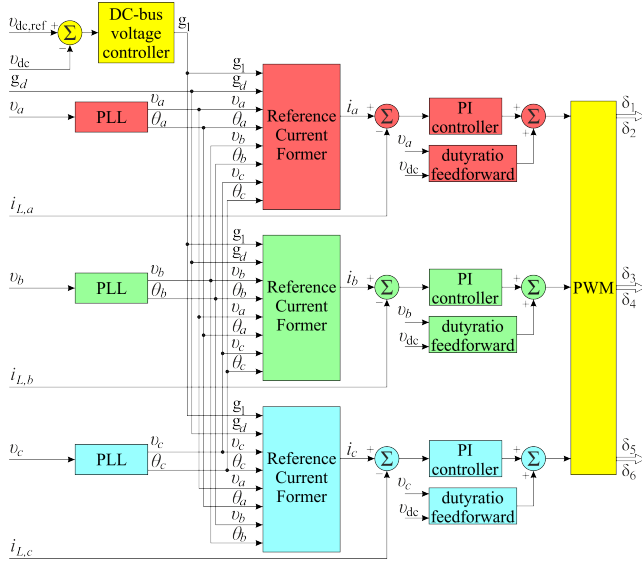 υdc,ref
+
Σ
−
DC-bus
voltage
controller
g1
υdc
gd
υa
PLL
υa
θa
g1
gd
υa
θa
υb
θb
υc
θc
Reference
Current
Former
ia
+
Σ
−
PI
controller
+
Σ
+
υa
υdc
dutyratio
feedforward
δ1
δ2
iL,a
υb
PLL
υb
θb
g1
gd
υb
θb
υa
θa
υc
θc
Reference
Current
Former
ib
+
Σ
−
PI
controller
+
Σ
+
υb
υdc
dutyratio
feedforward
PWM
δ3
δ4
iL,b
υc
PLL
υc
θc
g1
gd
υc
θc
υa
θa
υb
θb
Reference
Current
Former
ic
+
Σ
−
PI
controller
+
Σ
+
υc
υdc
dutyratio
feedforward
δ5
δ6
iL,c